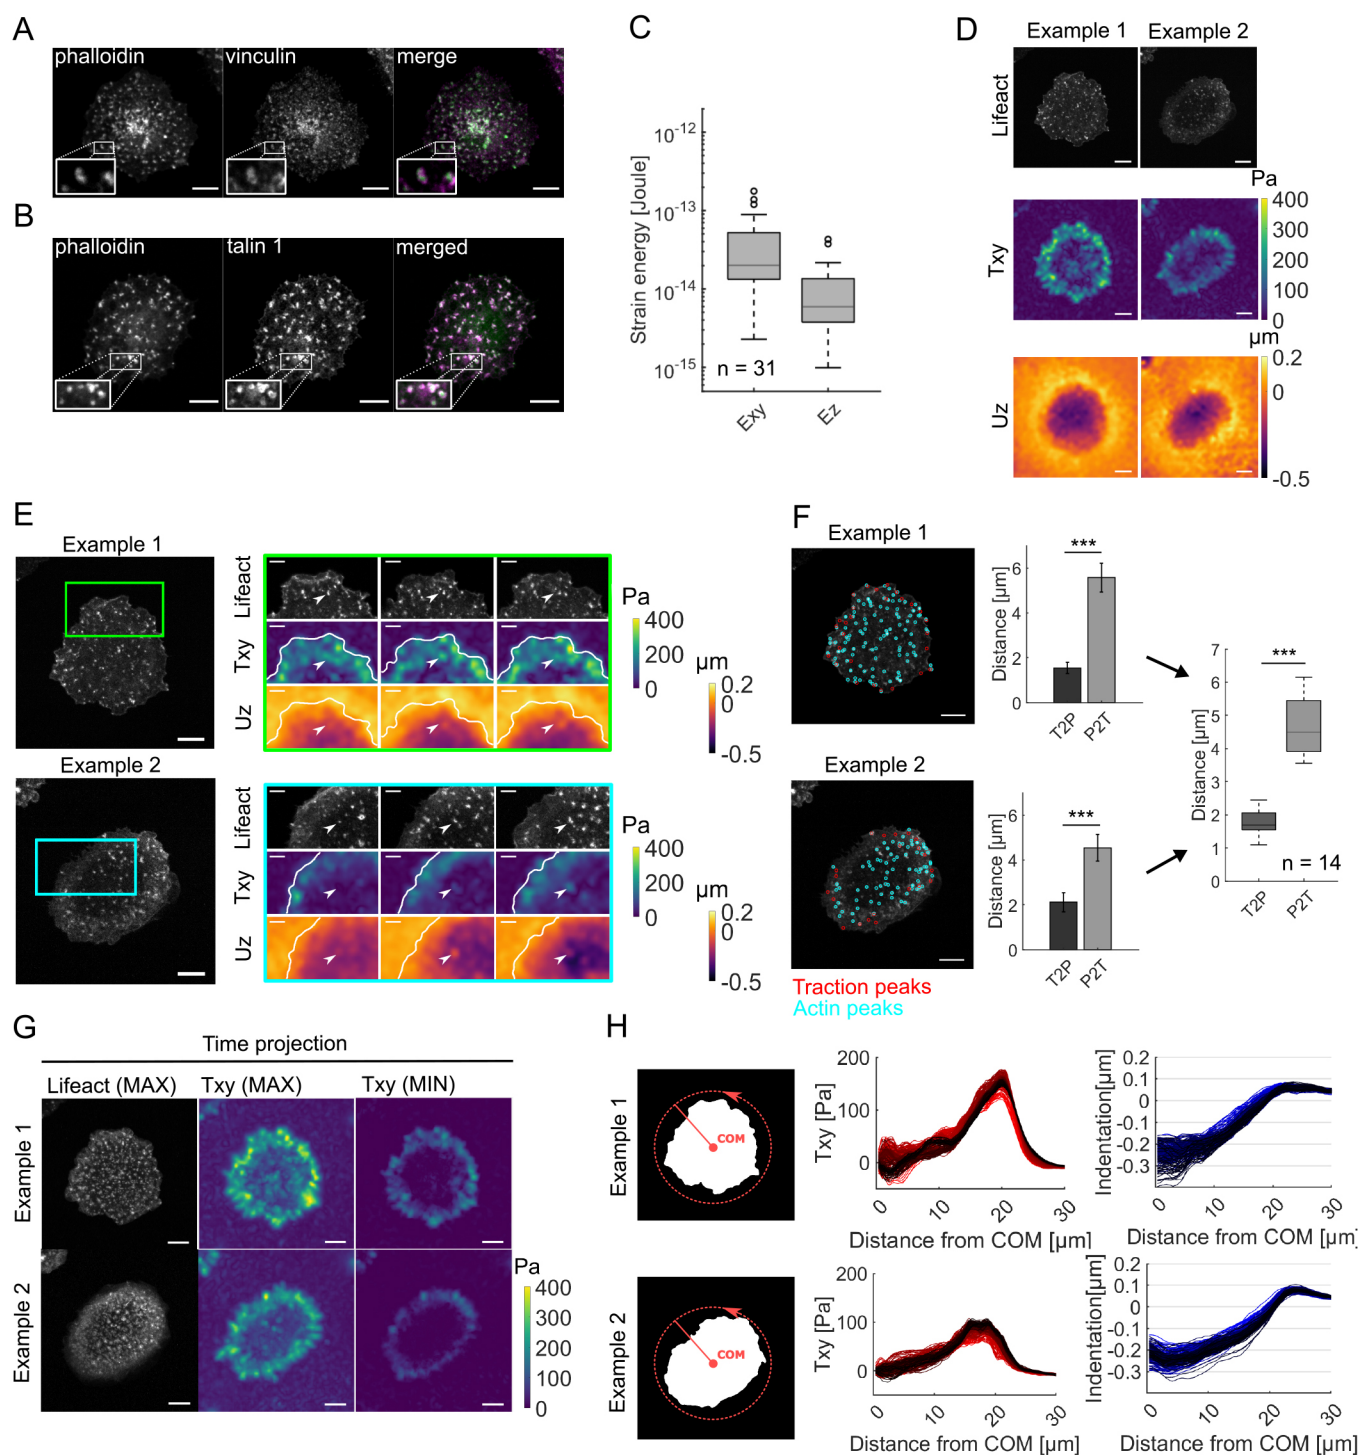 A
phalloidin
vinculin
merge
B
phalloidin
talin 1
merged
C
Strain energy [Joule]
10-12
10-13
10-14
10-15
n = 31
Exy
Ez
D
Example 1
Example 2
Lifeact
Txy
Pa
400
300
200
100
0
Uz
µm
0.2
0
-0.5
E
Example 1
Example 2
Lifeact
Txy
Uz
Pa
400
200
0
µm
0.2
0
-0.5
Lifeact
Txy
Uz
Pa
400
200
0
µm
0.2
0
-0.5
F
Example 1
Distance [µm]
6
4
2
0
***
T2P
P2T
Example 2
Distance [µm]
6
4
2
0
***
T2P
P2T
Traction peaks
Actin peaks
Distance [µm]
7
6
5
4
3
2
1
0
***
n = 14
T2P
P2T
G
Time projection
Lifeact (MAX)
Txy (MAX)
Txy (MIN)
Example 1
Example 2
Pa
400
300
200
100
0
H
Example 1
COM
Txy [Pa]
200
100
0
0
10
20
30
Distance from COM [µm]
Indentation[µm]
0.2
0.1
0
-0.1
-0.2
-0.3
0
10
20
30
Distance from COM [µm]
Example 2
COM
Txy [Pa]
200
100
0
0
10
20
30
Distance from COM [µm]
Indentation[µm]
0.2
0.1
0
-0.1
-0.2
-0.3
0
10
20
30
Distance from COM [µm]